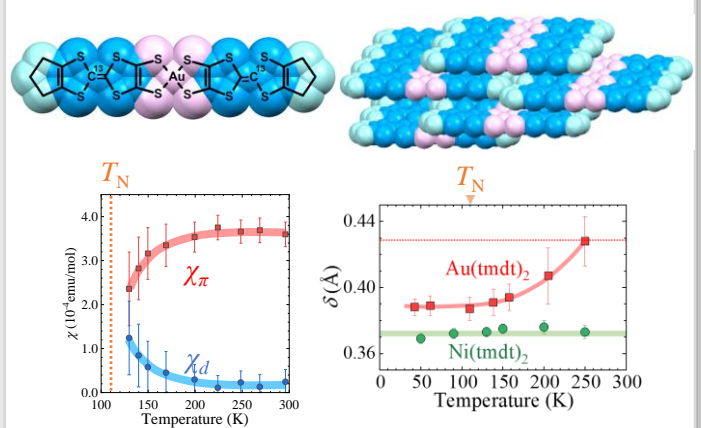 S S S S S S
13
C Au C
13
S S S S S S
T_N
4.0
3.0
2.0
1.0
0.0
χ (10⁻⁴emu/mol)
χ_π
χ_d
100 150 200 250 300
Temperature (K)
T_N
0.44
0.40
0.36
δ (Å)
Au(tmdt)₂
Ni(tmdt)₂
0 50 100 150 200 250 300
Temperature (K)